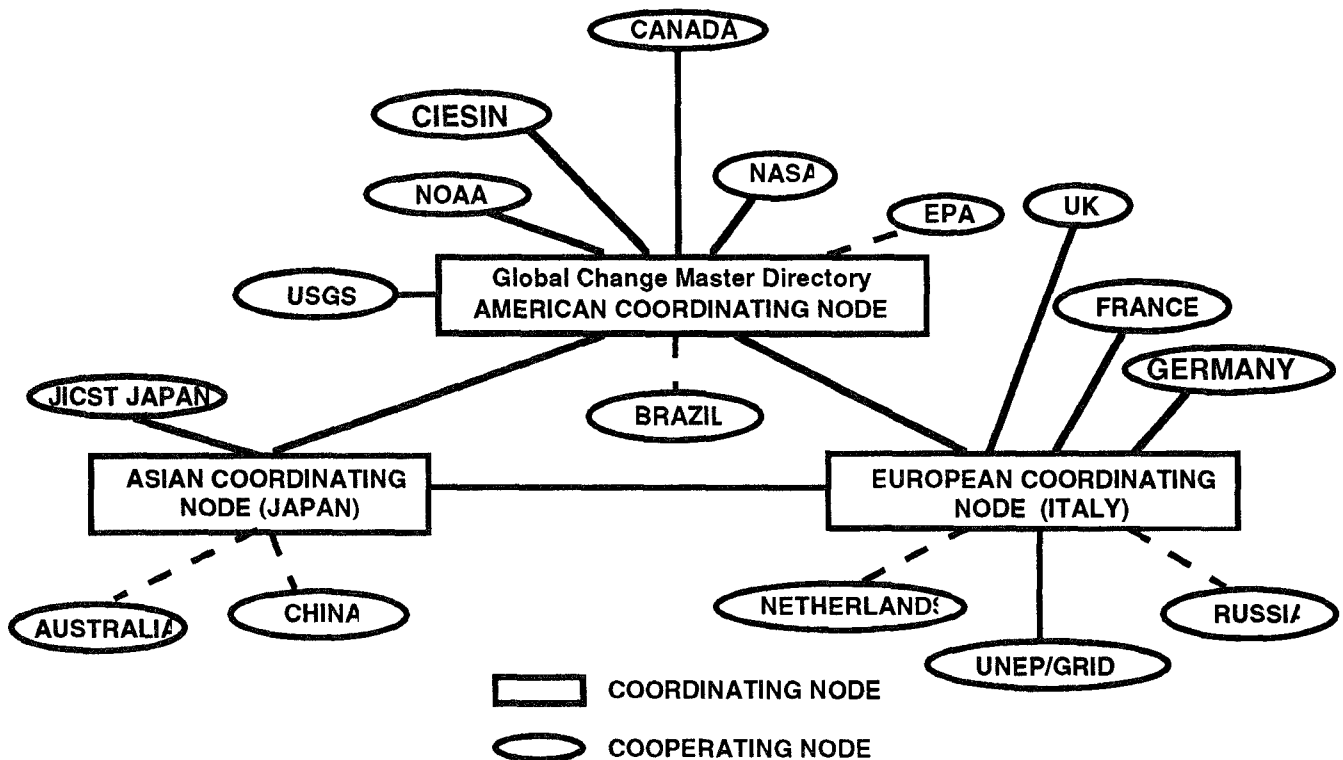 CANADA
CIESIN
NASA
NOAA
EPA
UK
USGS
Global Change Master Directory
AMERICAN COORDINATING NODE
FRANCE
GERMANY
JICST JAPAN
BRAZIL
ASIAN COORDINATING
NODE (JAPAN)
EUROPEAN COORDINATING
NODE (ITALY)
AUSTRALIA
CHINA
NETHERLANDS
RUSSIA
UNEP/GRID
COORDINATING NODE
COOPERATING NODE